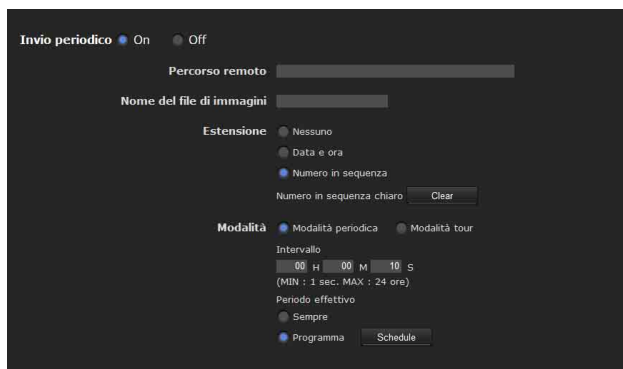 Invio periodico On Off
Percorso remoto
Nome del file di immagini
Estensione Nessuno
Data e ora
Numero in sequenza
Numero in sequenza chiaro Clear
Modalità Modalità periodica Modalità tour
Intervallo
00 H 00 M 10 S
(MIN : 1 sec. MAX : 24 ore)
Periodo effettivo
Sempre
Programma Schedule